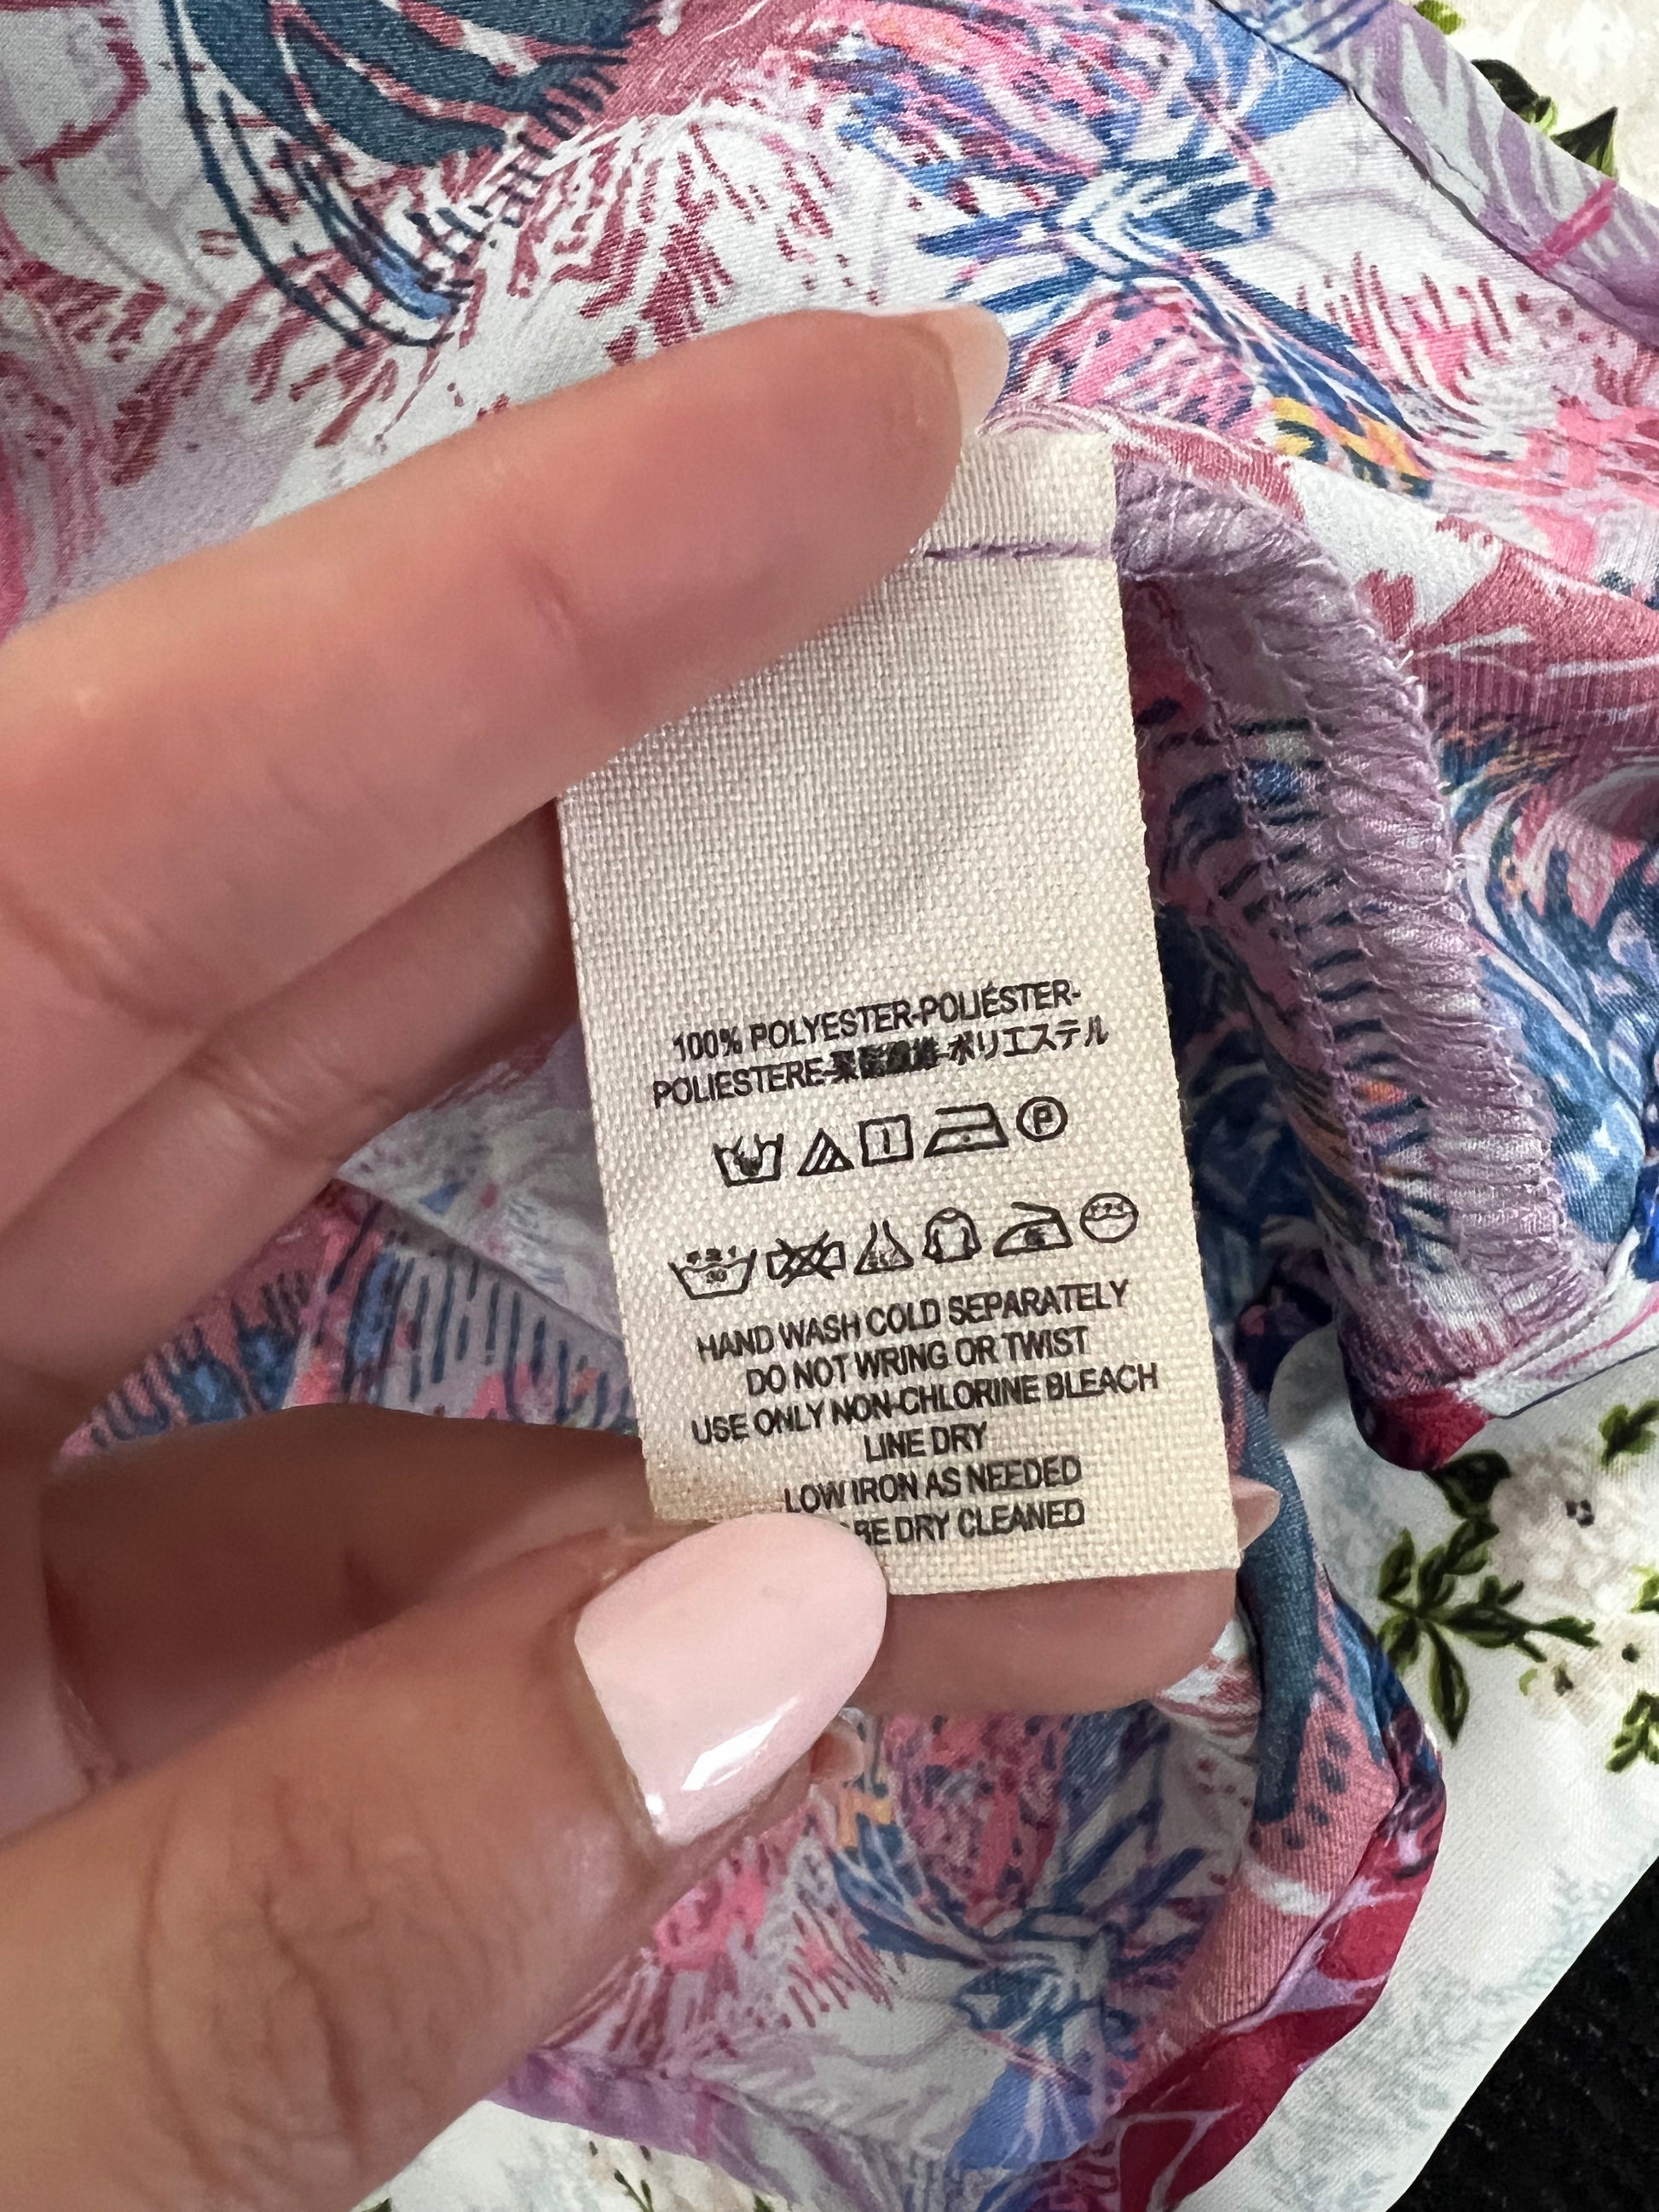 100% POLYESTER-POLIÉSTER-
POLIESTERE-聚酯纖維-ポリエステル
HAND WASH COLD SEPARATELY
DO NOT WRING OR TWIST
USE ONLY NON-CHLORINE BLEACH
LINE DRY
LOW IRON AS NEEDED
BE DRY CLEANED